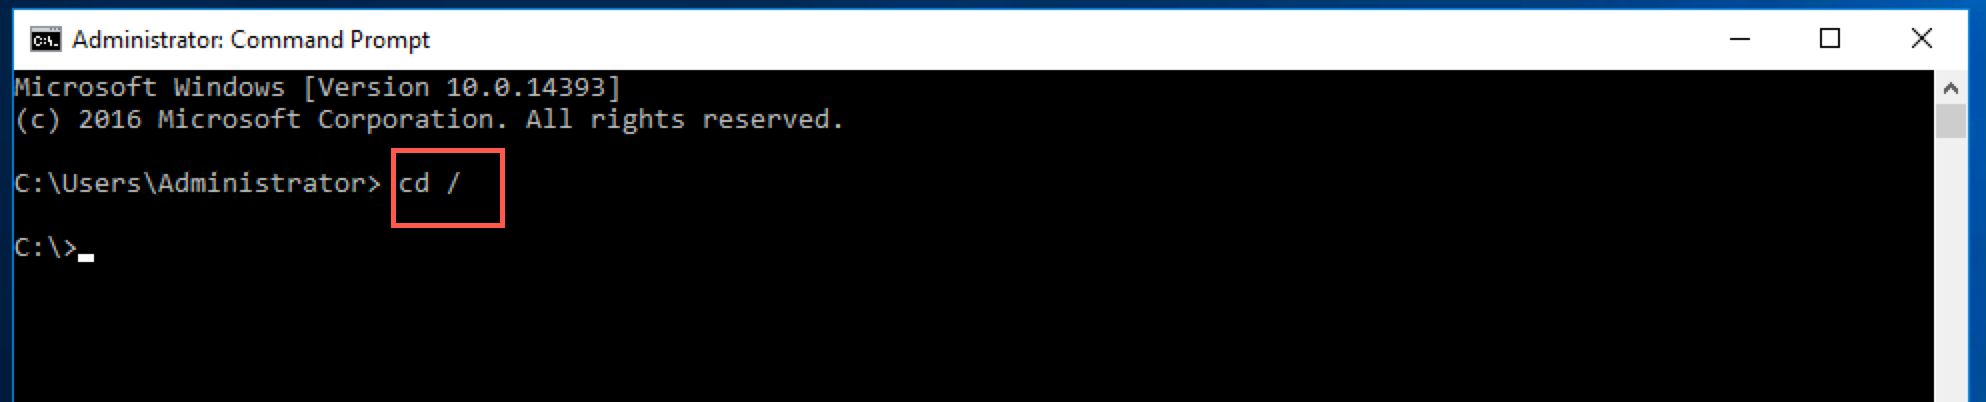 Administrator: Command Prompt
Microsoft Windows [Version 10.0.14393]
(c) 2016 Microsoft Corporation. All rights reserved.
C:\Users\Administrator> cd /
C:\>